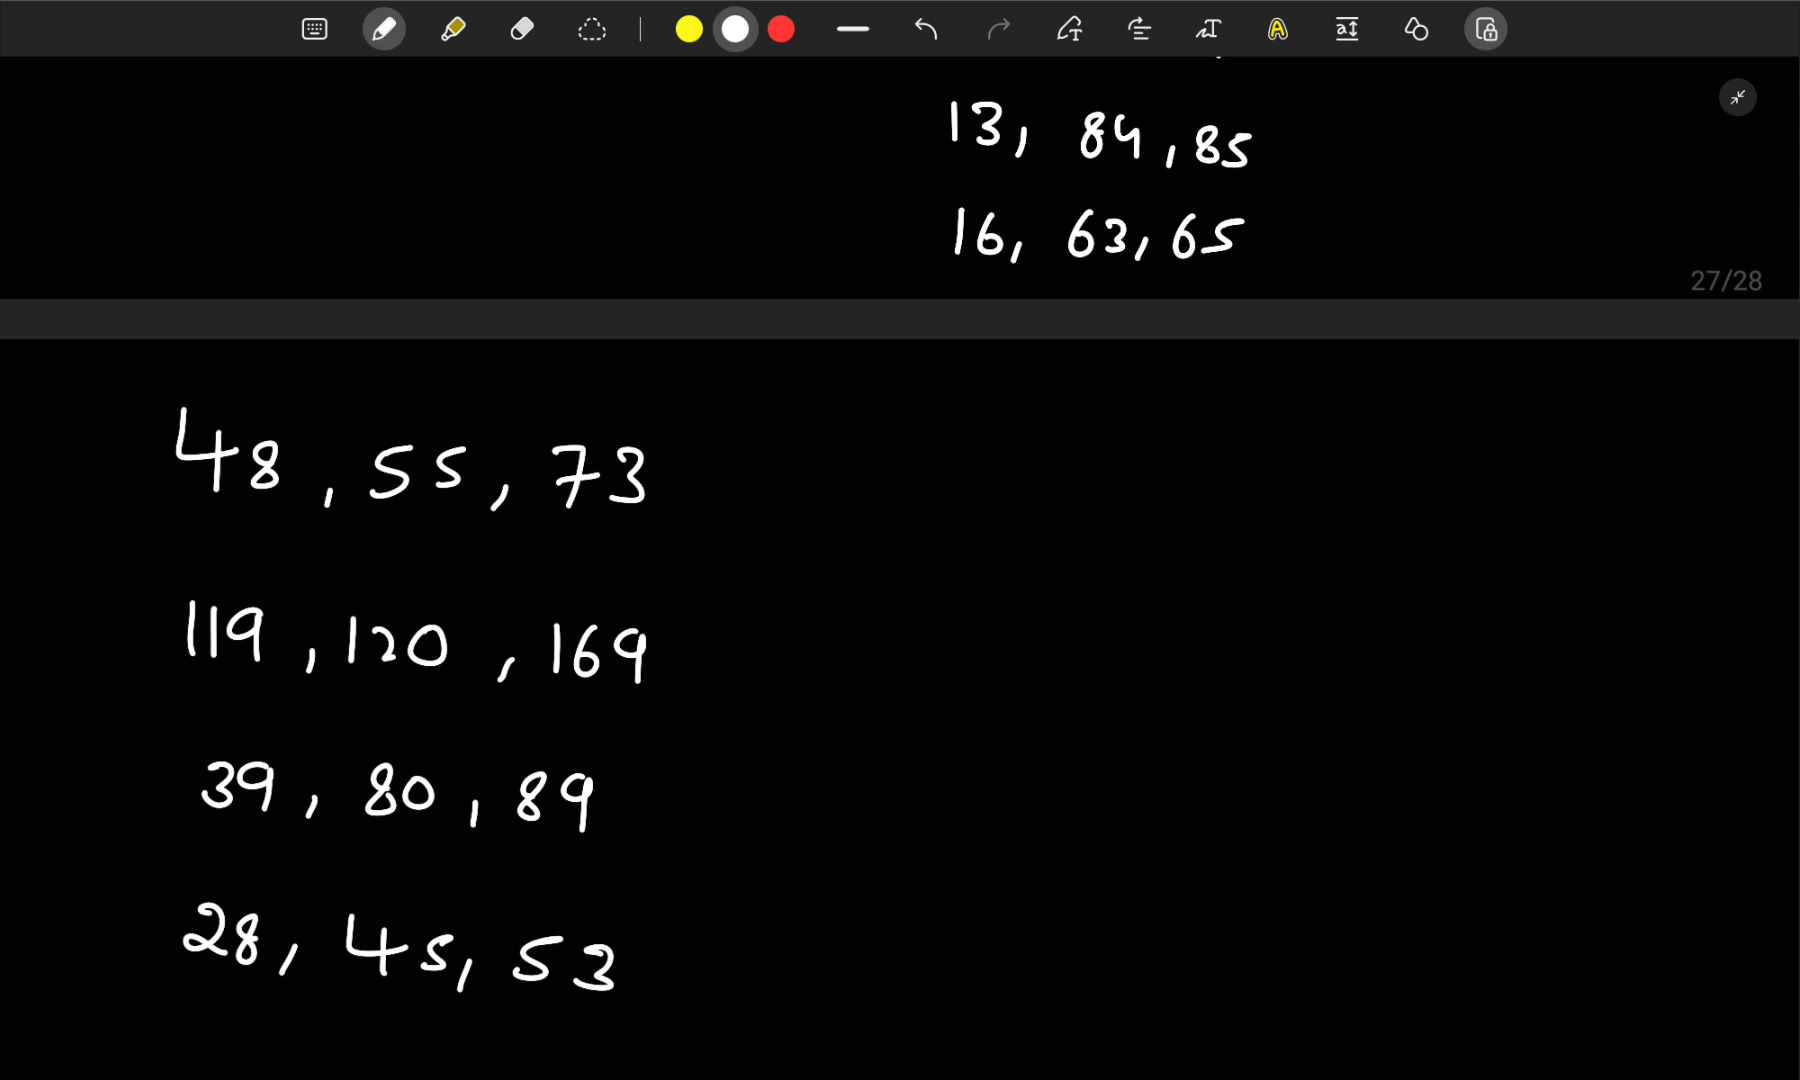 13, 84, 85
16, 63, 65
27/28
48, 55, 73
119, 120, 169
39, 80, 89
28, 45, 53